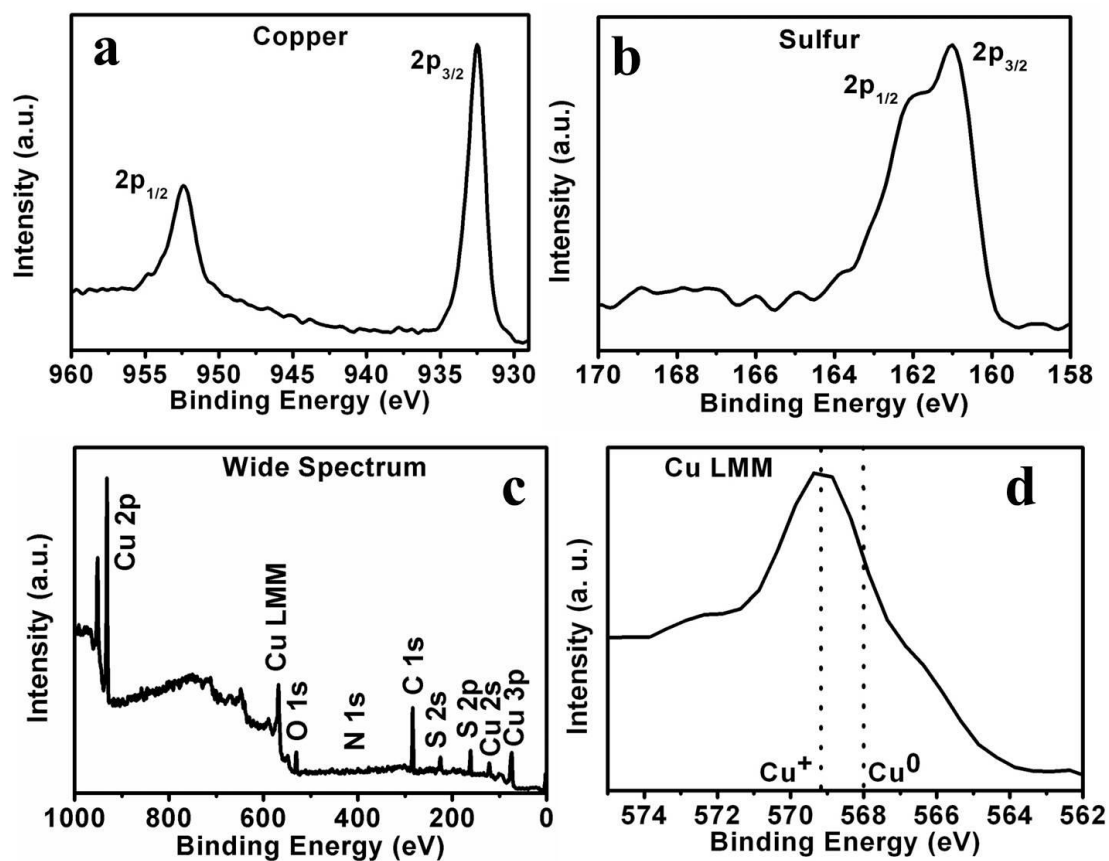 a
Copper
2p3/2
2p1/2
Intensity (a.u.)
960 955 950 945 940 935 930
Binding Energy (eV)
b
Sulfur
2p3/2
2p1/2
Intensity (a.u.)
170 168 166 164 162 160 158
Binding Energy (eV)
Wide Spectrum
c
Cu 2p
Cu LMM
O 1s
N 1s
C 1s
S 2s
S 2p
Cu 2s
Cu 3p
Intensity (a.u.)
1000 800 600 400 200 0
Binding Energy (eV)
Cu LMM
d
Cu+
Cu0
Intensity (a. u.)
574 572 570 568 566 564 562
Binding Energy (eV)